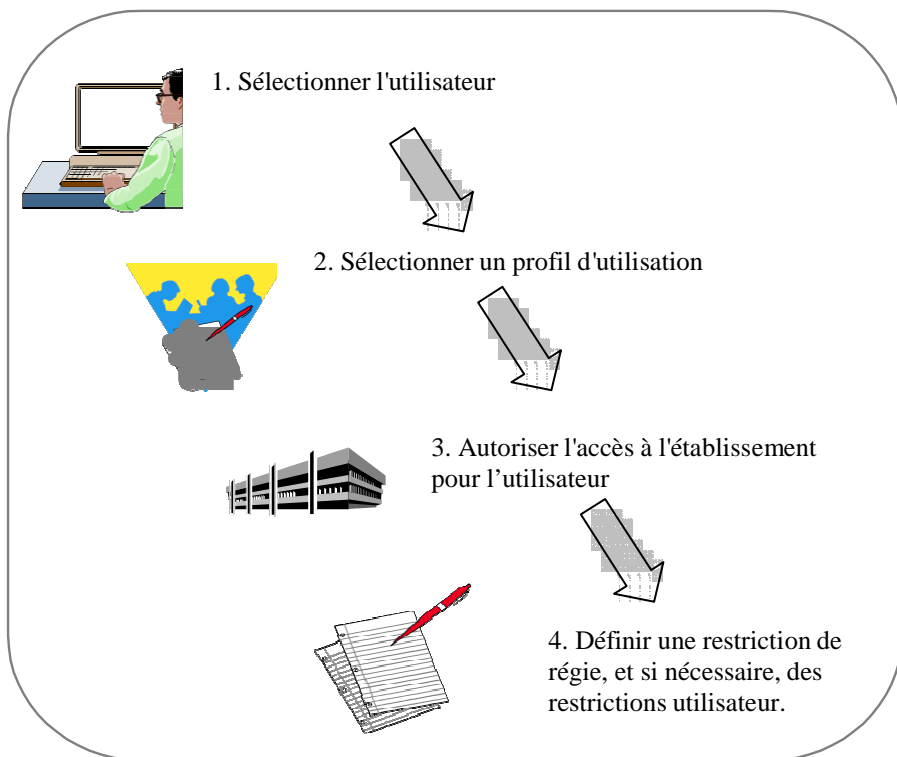 1. Sélectionner l'utilisateur
2. Sélectionner un profil d'utilisation
3. Autoriser l'accès à l'établissement
pour l’utilisateur
4. Définir une restriction de
régie, et si nécessaire, des
restrictions utilisateur.